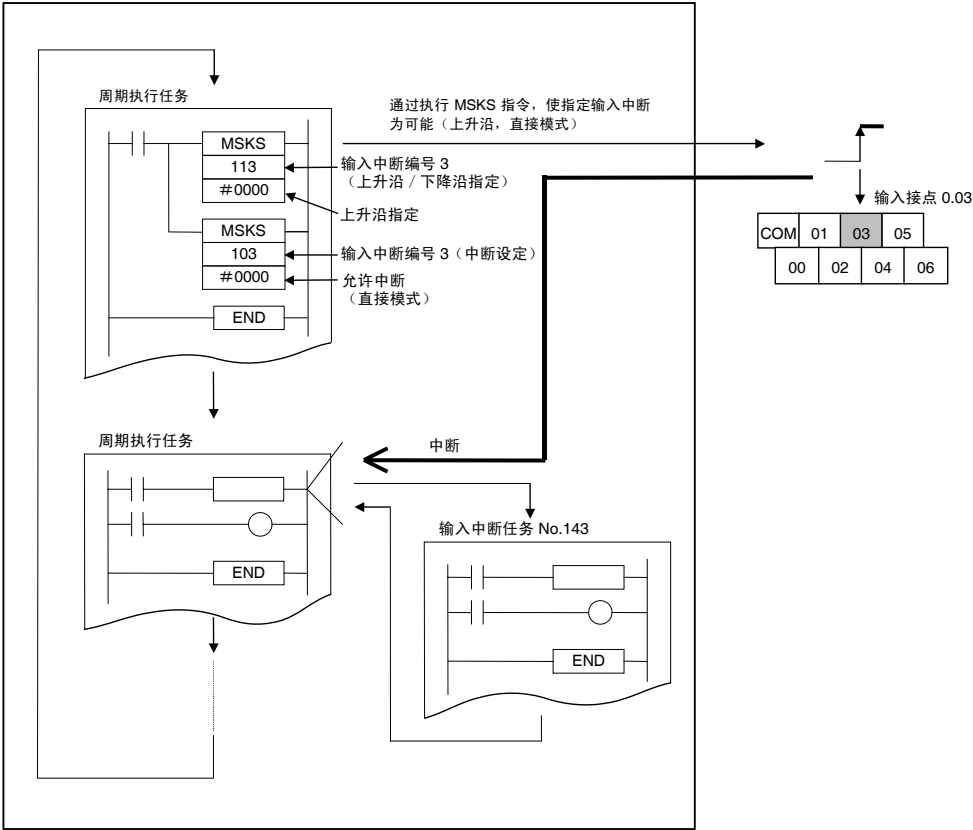 周期执行任务
MSKS
113
#0000
MSKS
103
#0000
END
输入中断编号 3
（上升沿／下降沿指定）
上升沿指定
输入中断编号 3（中断设定）
允许中断
（直接模式）
通过执行 MSKS 指令，使指定输入中断
为可能（上升沿，直接模式）
输入接点 0.03
COM 01 03 05
00 02 04 06
周期执行任务
END
中断
输入中断任务 No.143
END